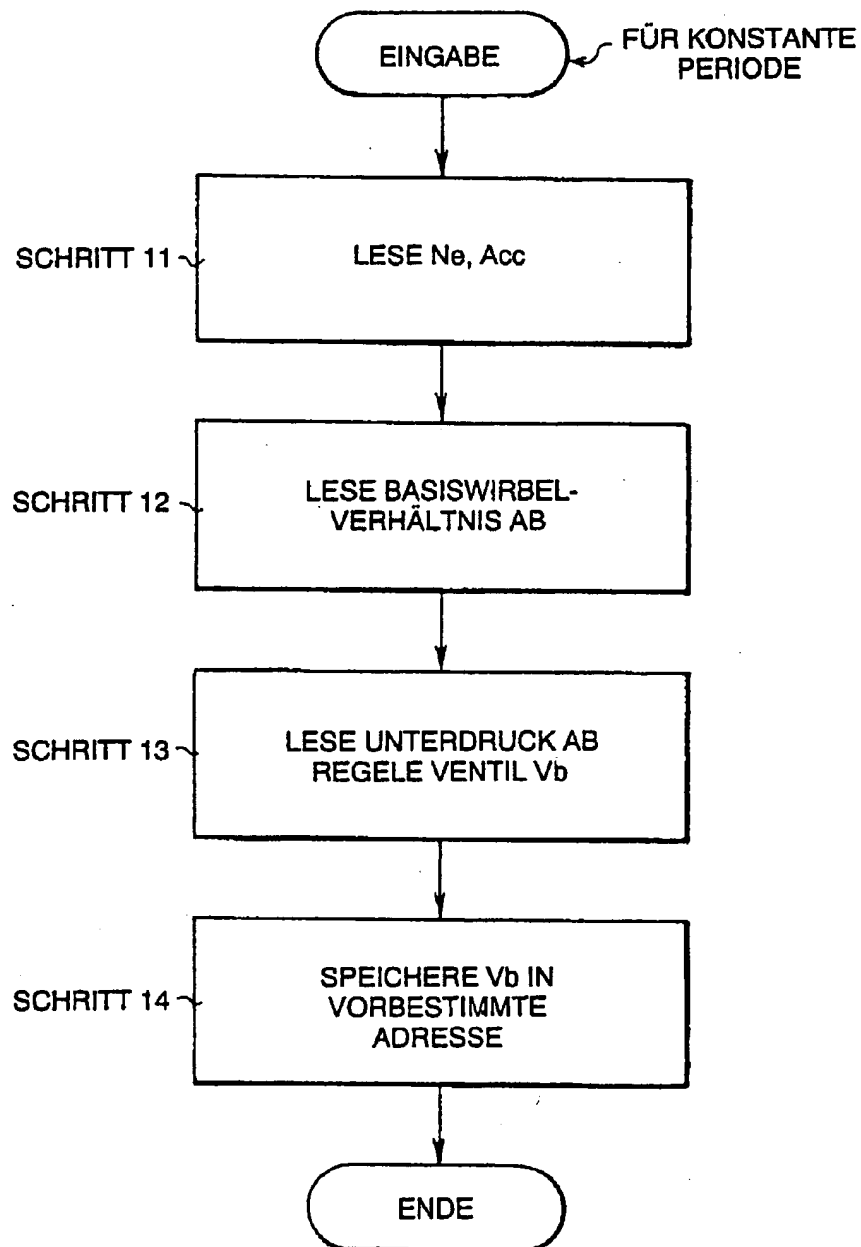 EINGABE
FÜR KONSTANTE
PERIODE
SCHRITT 11
LESE Ne, Acc
SCHRITT 12
LESE BASISWIRBEL-
VERHÄLTNIS AB
SCHRITT 13
LESE UNTERDRUCK AB
REGELE VENTIL Vb
SCHRITT 14
SPEICHERE Vb IN
VORBESTIMMTE
ADRESSE
ENDE